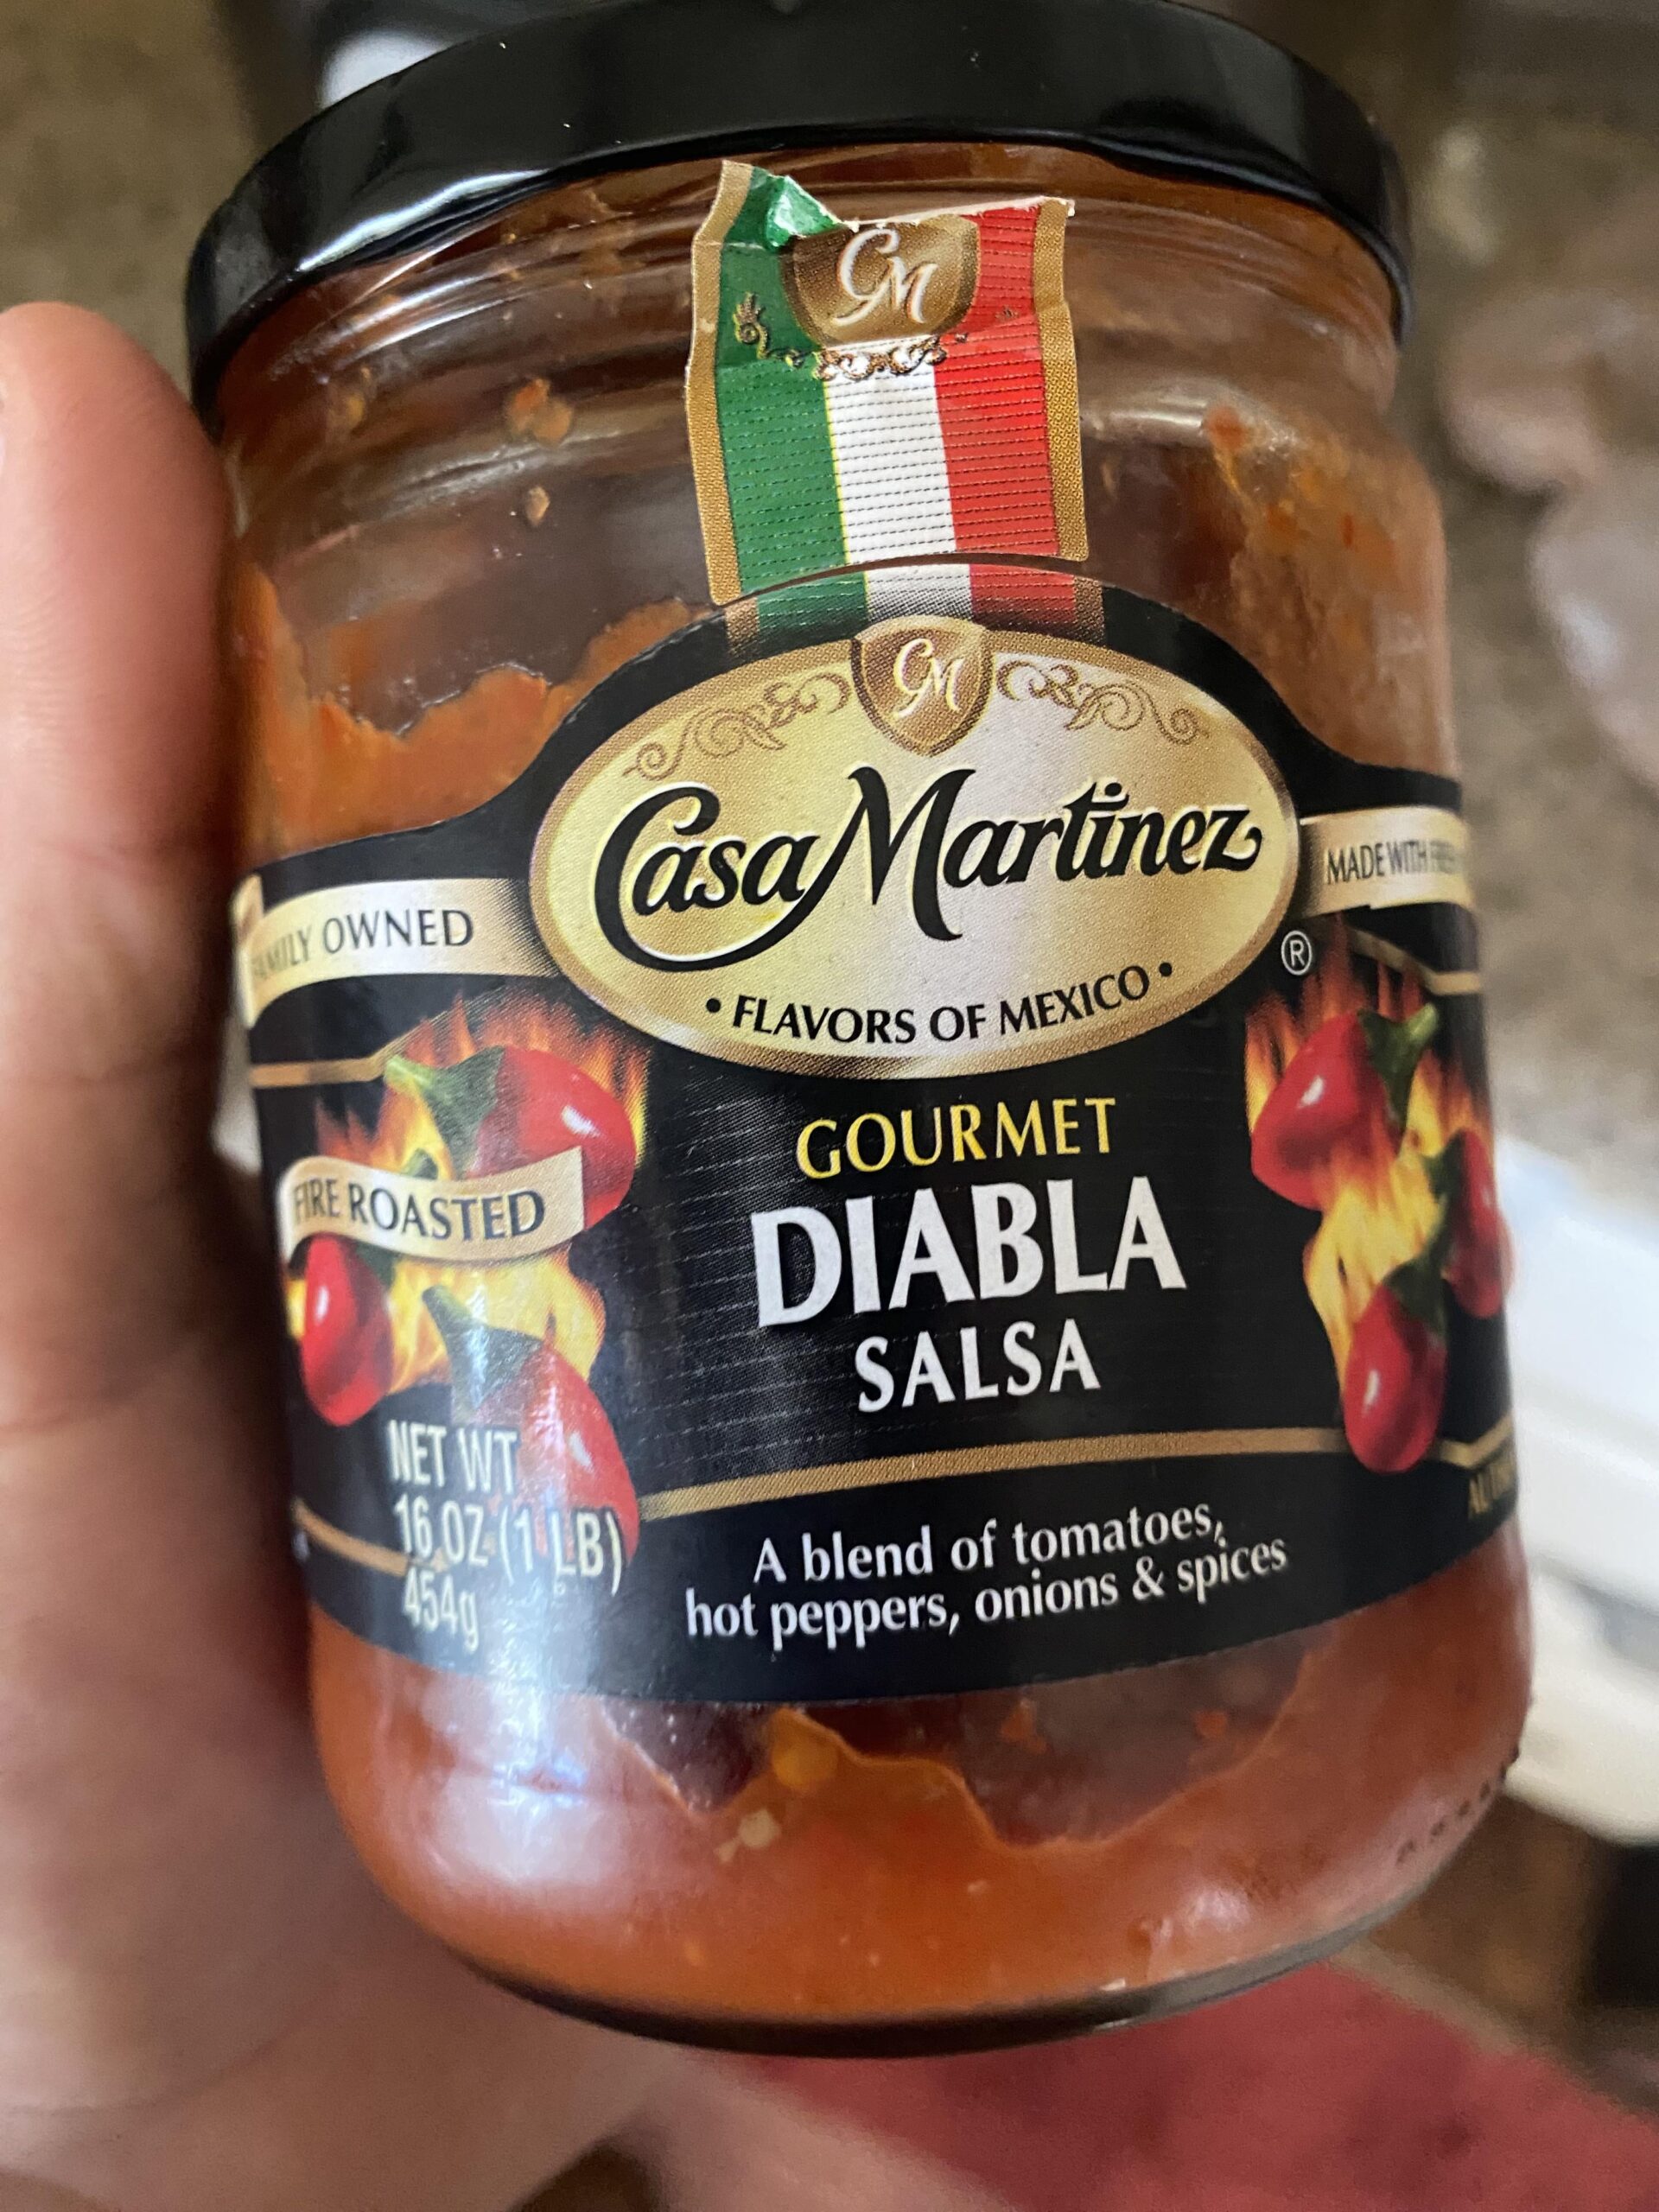 CM
CM
Casa Martinez
• FLAVORS OF MEXICO •
®
FAMILY OWNED
MADE WITH
FIRE ROASTED
GOURMET
DIABLA
SALSA
NET WT
16 OZ (1 LB)
454g
A blend of tomatoes,
hot peppers, onions & spices